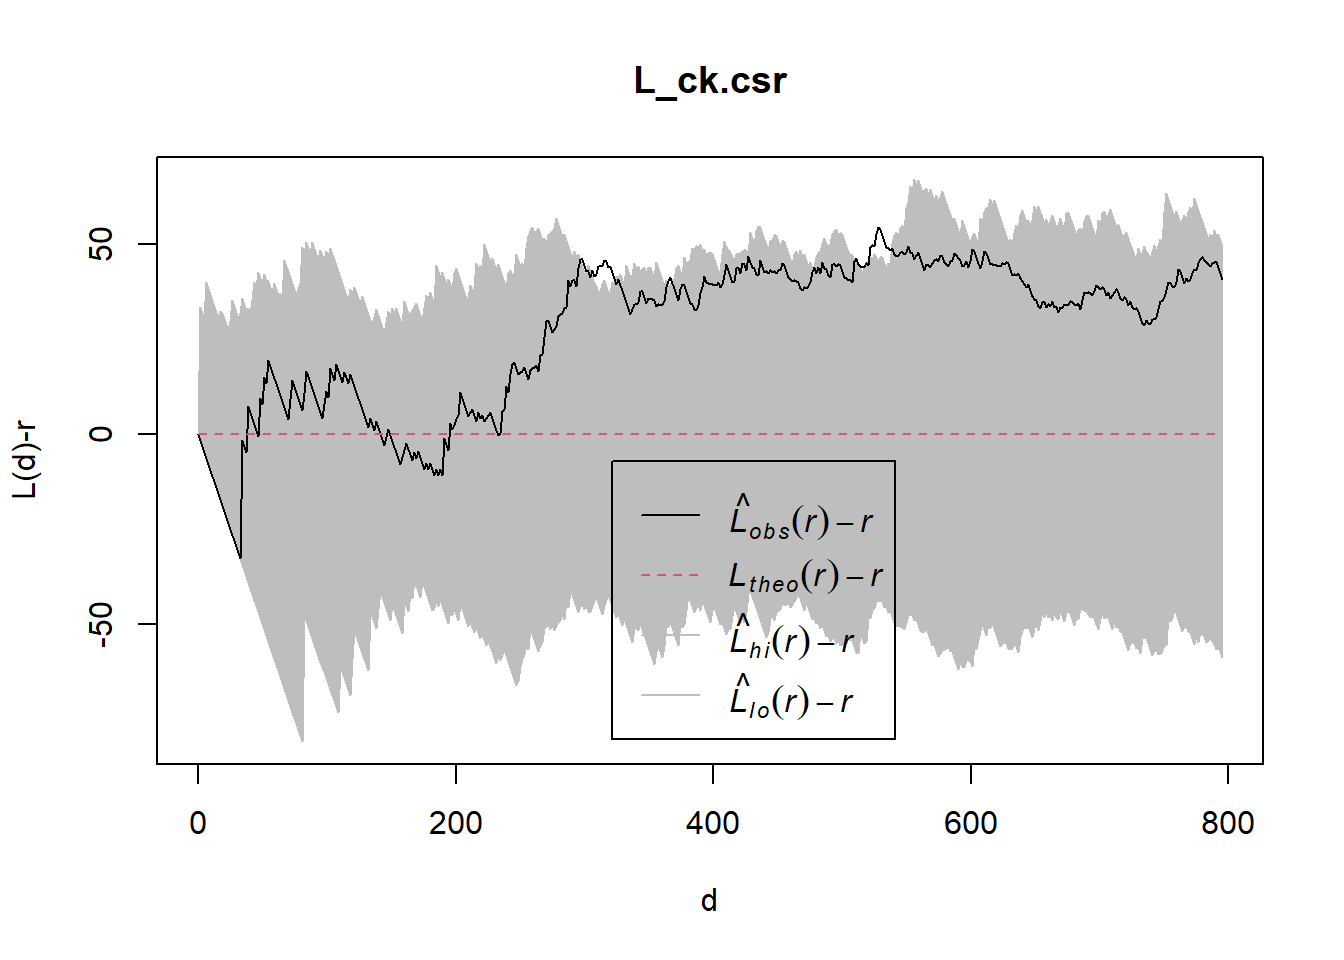 L_ck.csr
L(d)-r
50
0
-50
0 200 400 600 800
d
L̂obs(r) − r
Ltheo(r) − r
L̂hi(r) − r
L̂lo(r) − r